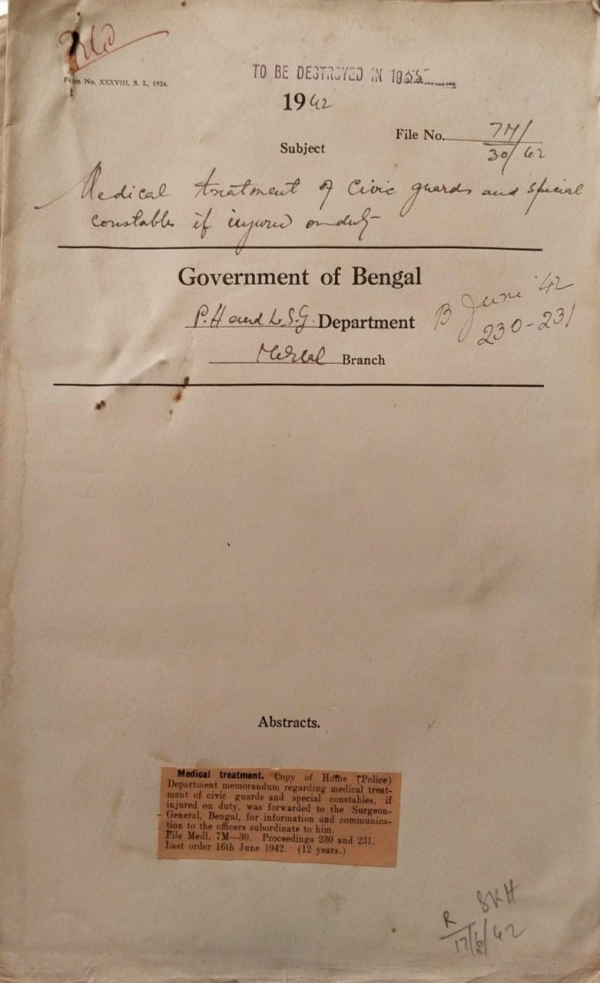 Form No. XXXVIII. S. L., 1924.
TO BE DESTROYED IN 1955
1942
File No. 7M/
30/42
Subject
Medical treatment of Civic guards and special
constables if injured on duty
Government of Bengal
P.H and L.S.G. Department
Medical Branch
B June '42
230-231
Abstracts.
Medical treatment. Copy of Home (Police)
Department memorandum regarding medical treat-
ment of civic guards and special constables, if
injured on duty, was forwarded to the Surgeon-
General, Bengal, for information and communica-
tion to the officers subordinate to him.
File Medl. 7M—30. Proceedings 230 and 231.
Last order 16th June 1942. (12 years.)
R SKH
17/6/42